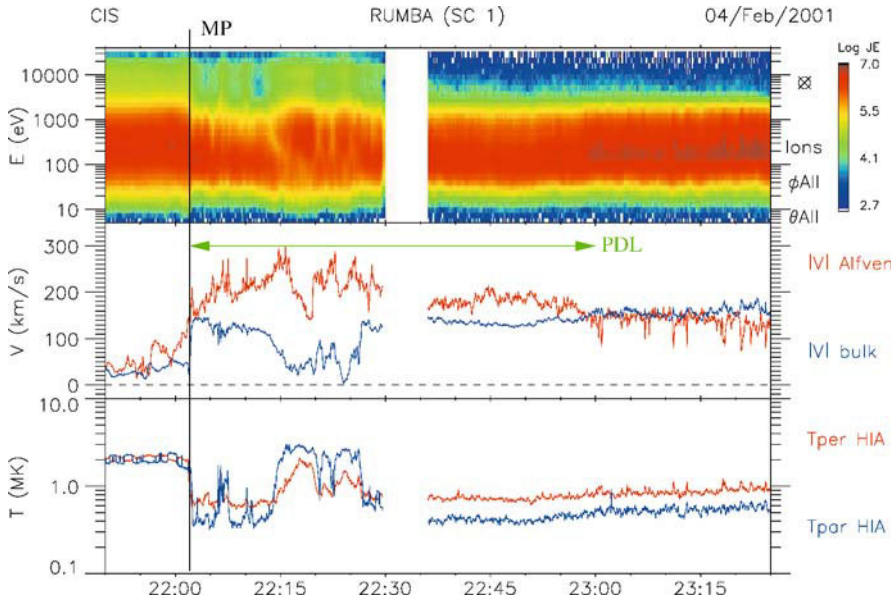 CIS RUMBA (SC 1) 04/Feb/2001
MP
Log JE
7.0
5.5
4.1
2.7
E (eV)
10000
1000
100
10
Ions
ϕAll
θAll
V (km/s)
300
200
100
0
PDL
|V| Alfven
|V| bulk
T (MK)
10.0
1.0
0.1
Tper HIA
Tpar HIA
22:00 22:15 22:30 22:45 23:00 23:15